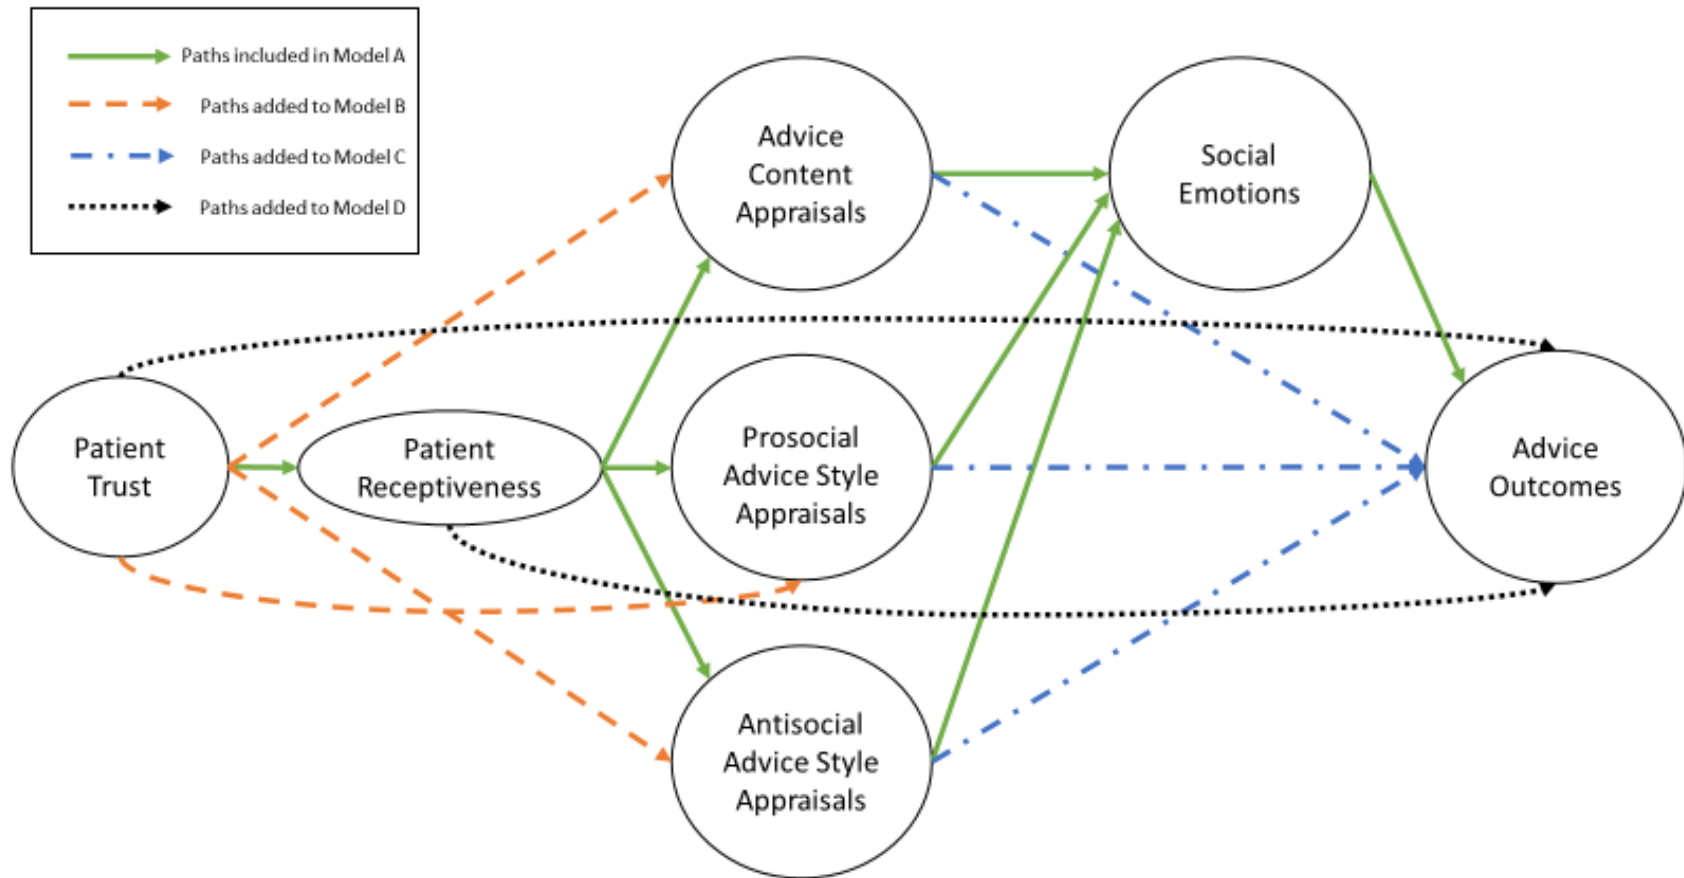 Paths included in Model A
Paths added to Model B
Paths added to Model C
Paths added to Model D
Advice
Content
Appraisals
Social
Emotions
Patient
Trust
Patient
Receptiveness
Prosocial
Advice Style
Appraisals
Advice
Outcomes
Antisocial
Advice Style
Appraisals